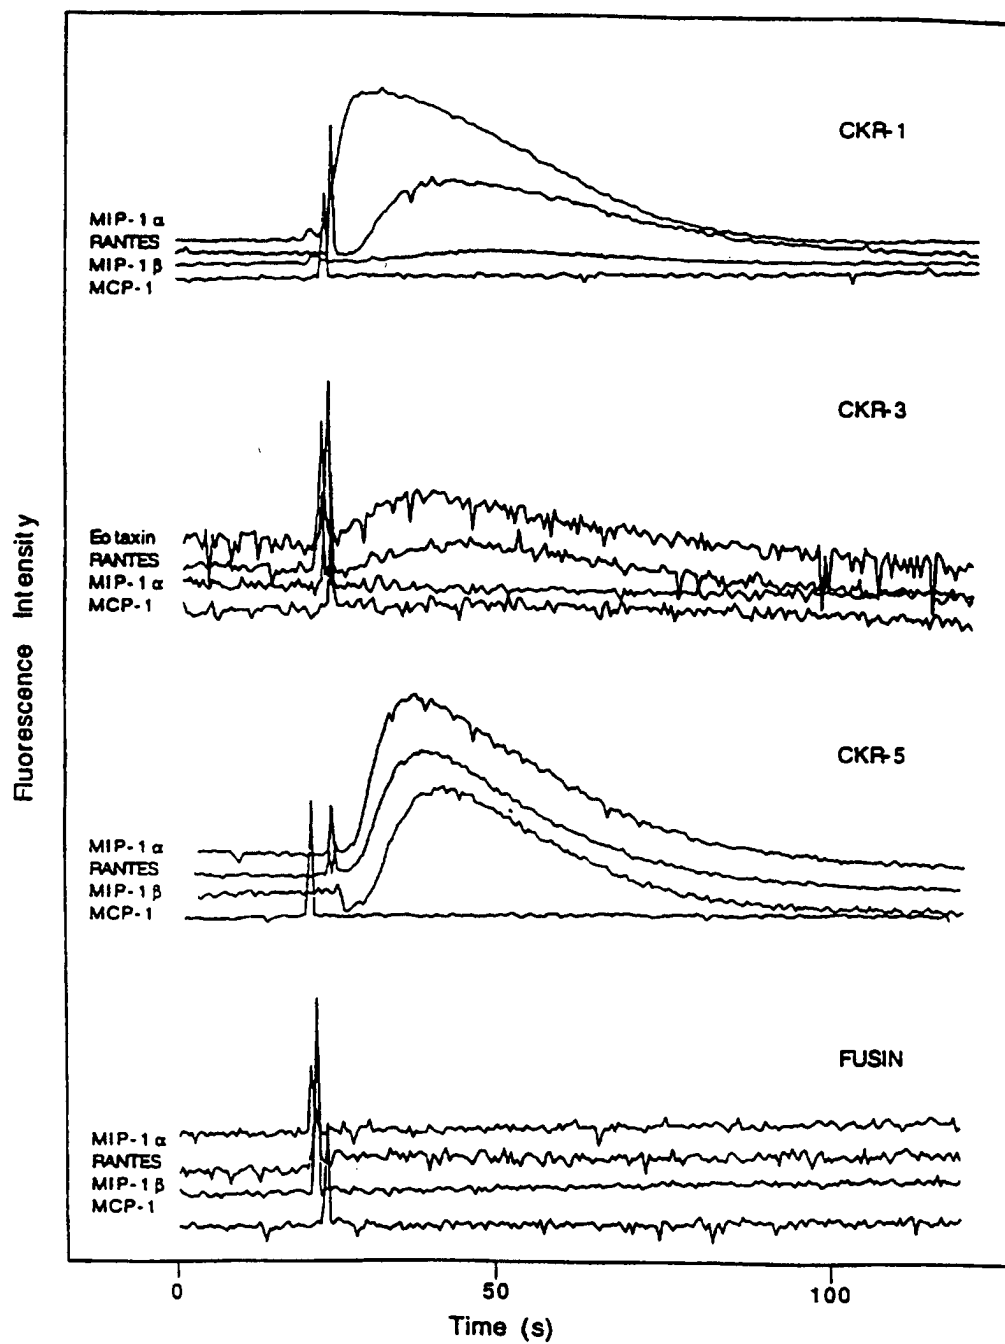 CKR-1
MIP-1α
RANTES
MIP-1β
MCP-1
CKR-3
Eotaxin
RANTES
MIP-1α
MCP-1
Fluorescence Intensity
CKR-5
MIP-1α
RANTES
MIP-1β
MCP-1
FUSIN
MIP-1α
RANTES
MIP-1β
MCP-1
0 50 100
Time (s)